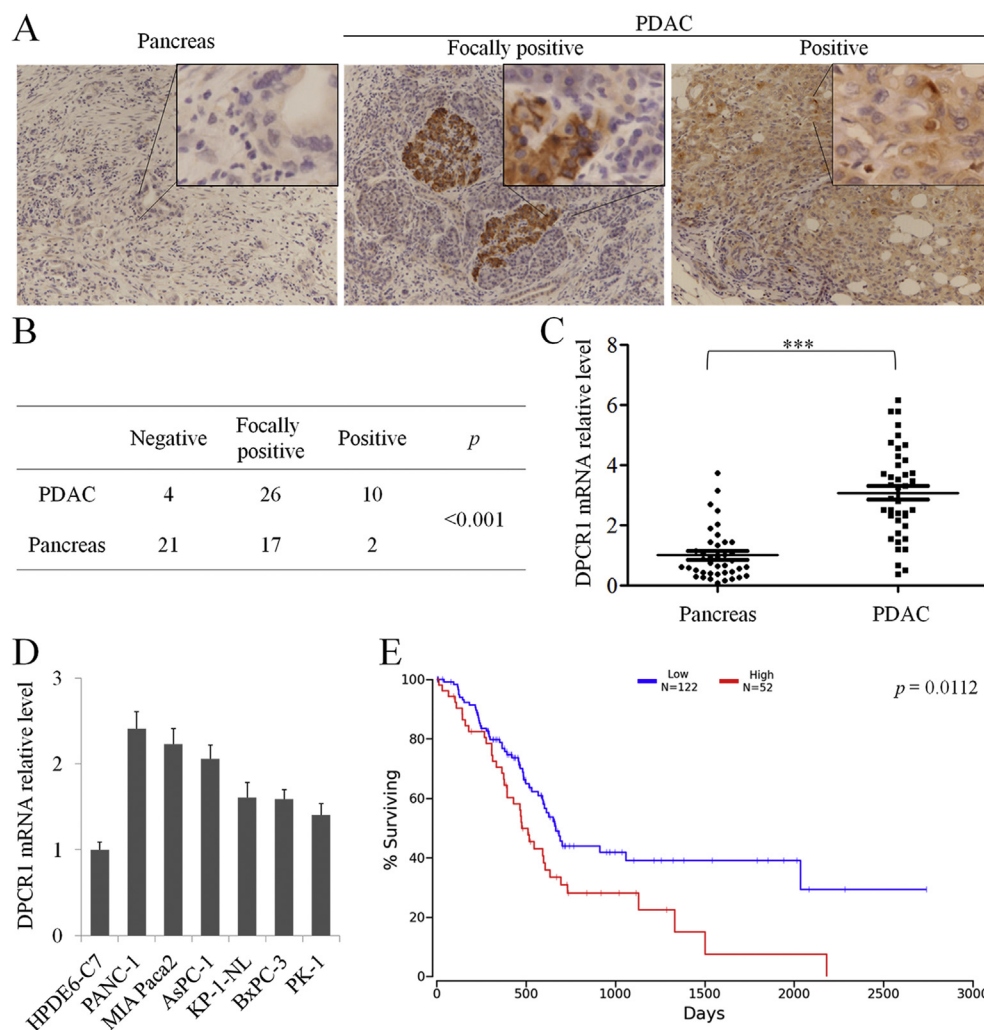 A
Pancreas
PDAC
Focally positive
Positive
B
Negative
Focally
positive
Positive
p
PDAC
4
26
10
<0.001
Pancreas
21
17
2
C
DPCR1 mRNA relative level
8
6
4
2
0
***
Pancreas
PDAC
D
DPCR1 mRNA relative level
3
2
1
0
HPDE6-C7
PANC-1
MIA Paca2
AsPC-1
KP-1-NL
BxPC-3
PK-1
E
Low
N=122
High
N=52
p = 0.0112
% Surviving
100
80
60
40
20
0
0
500
1000
1500
2000
2500
3000
Days